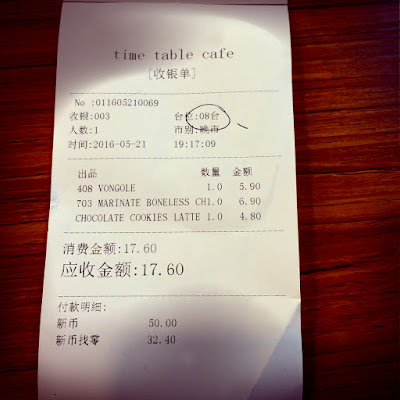 time table cafe
[收银单]
No :011605210069
收银:003 台位:08台
人数:1 市别:晚市
时间:2016-05-21 19:17:09
出品 数量 金额
408 VONGOLE 1.0 5.90
703 MARINATE BONELESS CHI 1.0 6.90
CHOCOLATE COOKIES LATTE 1.0 4.80
消费金额:17.60
应收金额:17.60
付款明细:
新币 50.00
新币找零 32.40